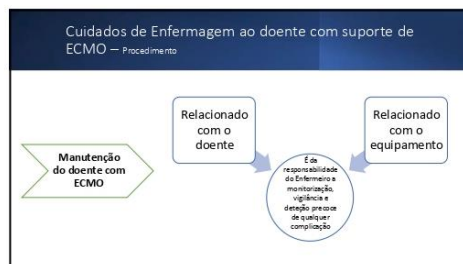 Cuidados de Enfermagem ao doente com suporte de
ECMO – Procedimento
Manutenção
do doente com
ECMO
Relacionado
com o
doente
Relacionado
com o
equipamento
É da
responsabilidade
do Enfermeiro a
monitorização,
vigilância e
deteção precoce
de qualquer
complicação